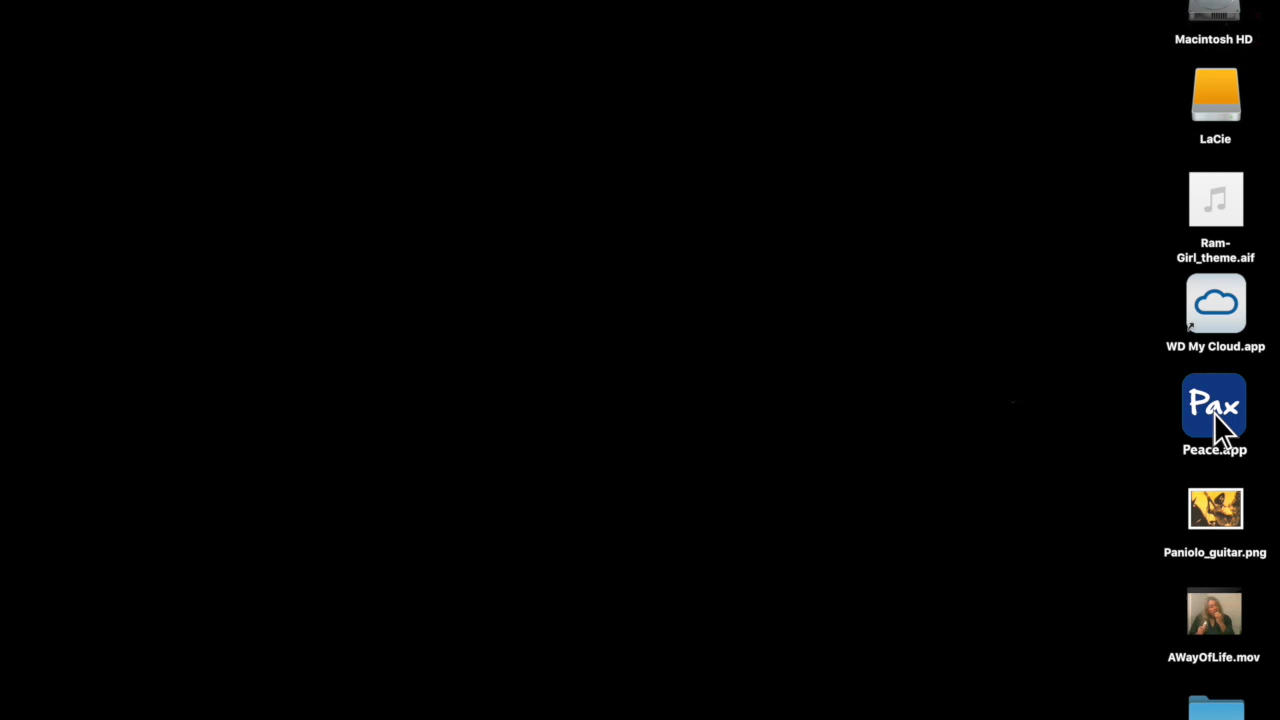 Macintosh HD
LaCie
Ram-
Girl_theme.aif
WD My Cloud.app
Pax
Peace.app
Paniolo_guitar.png
AWayOfLife.mov